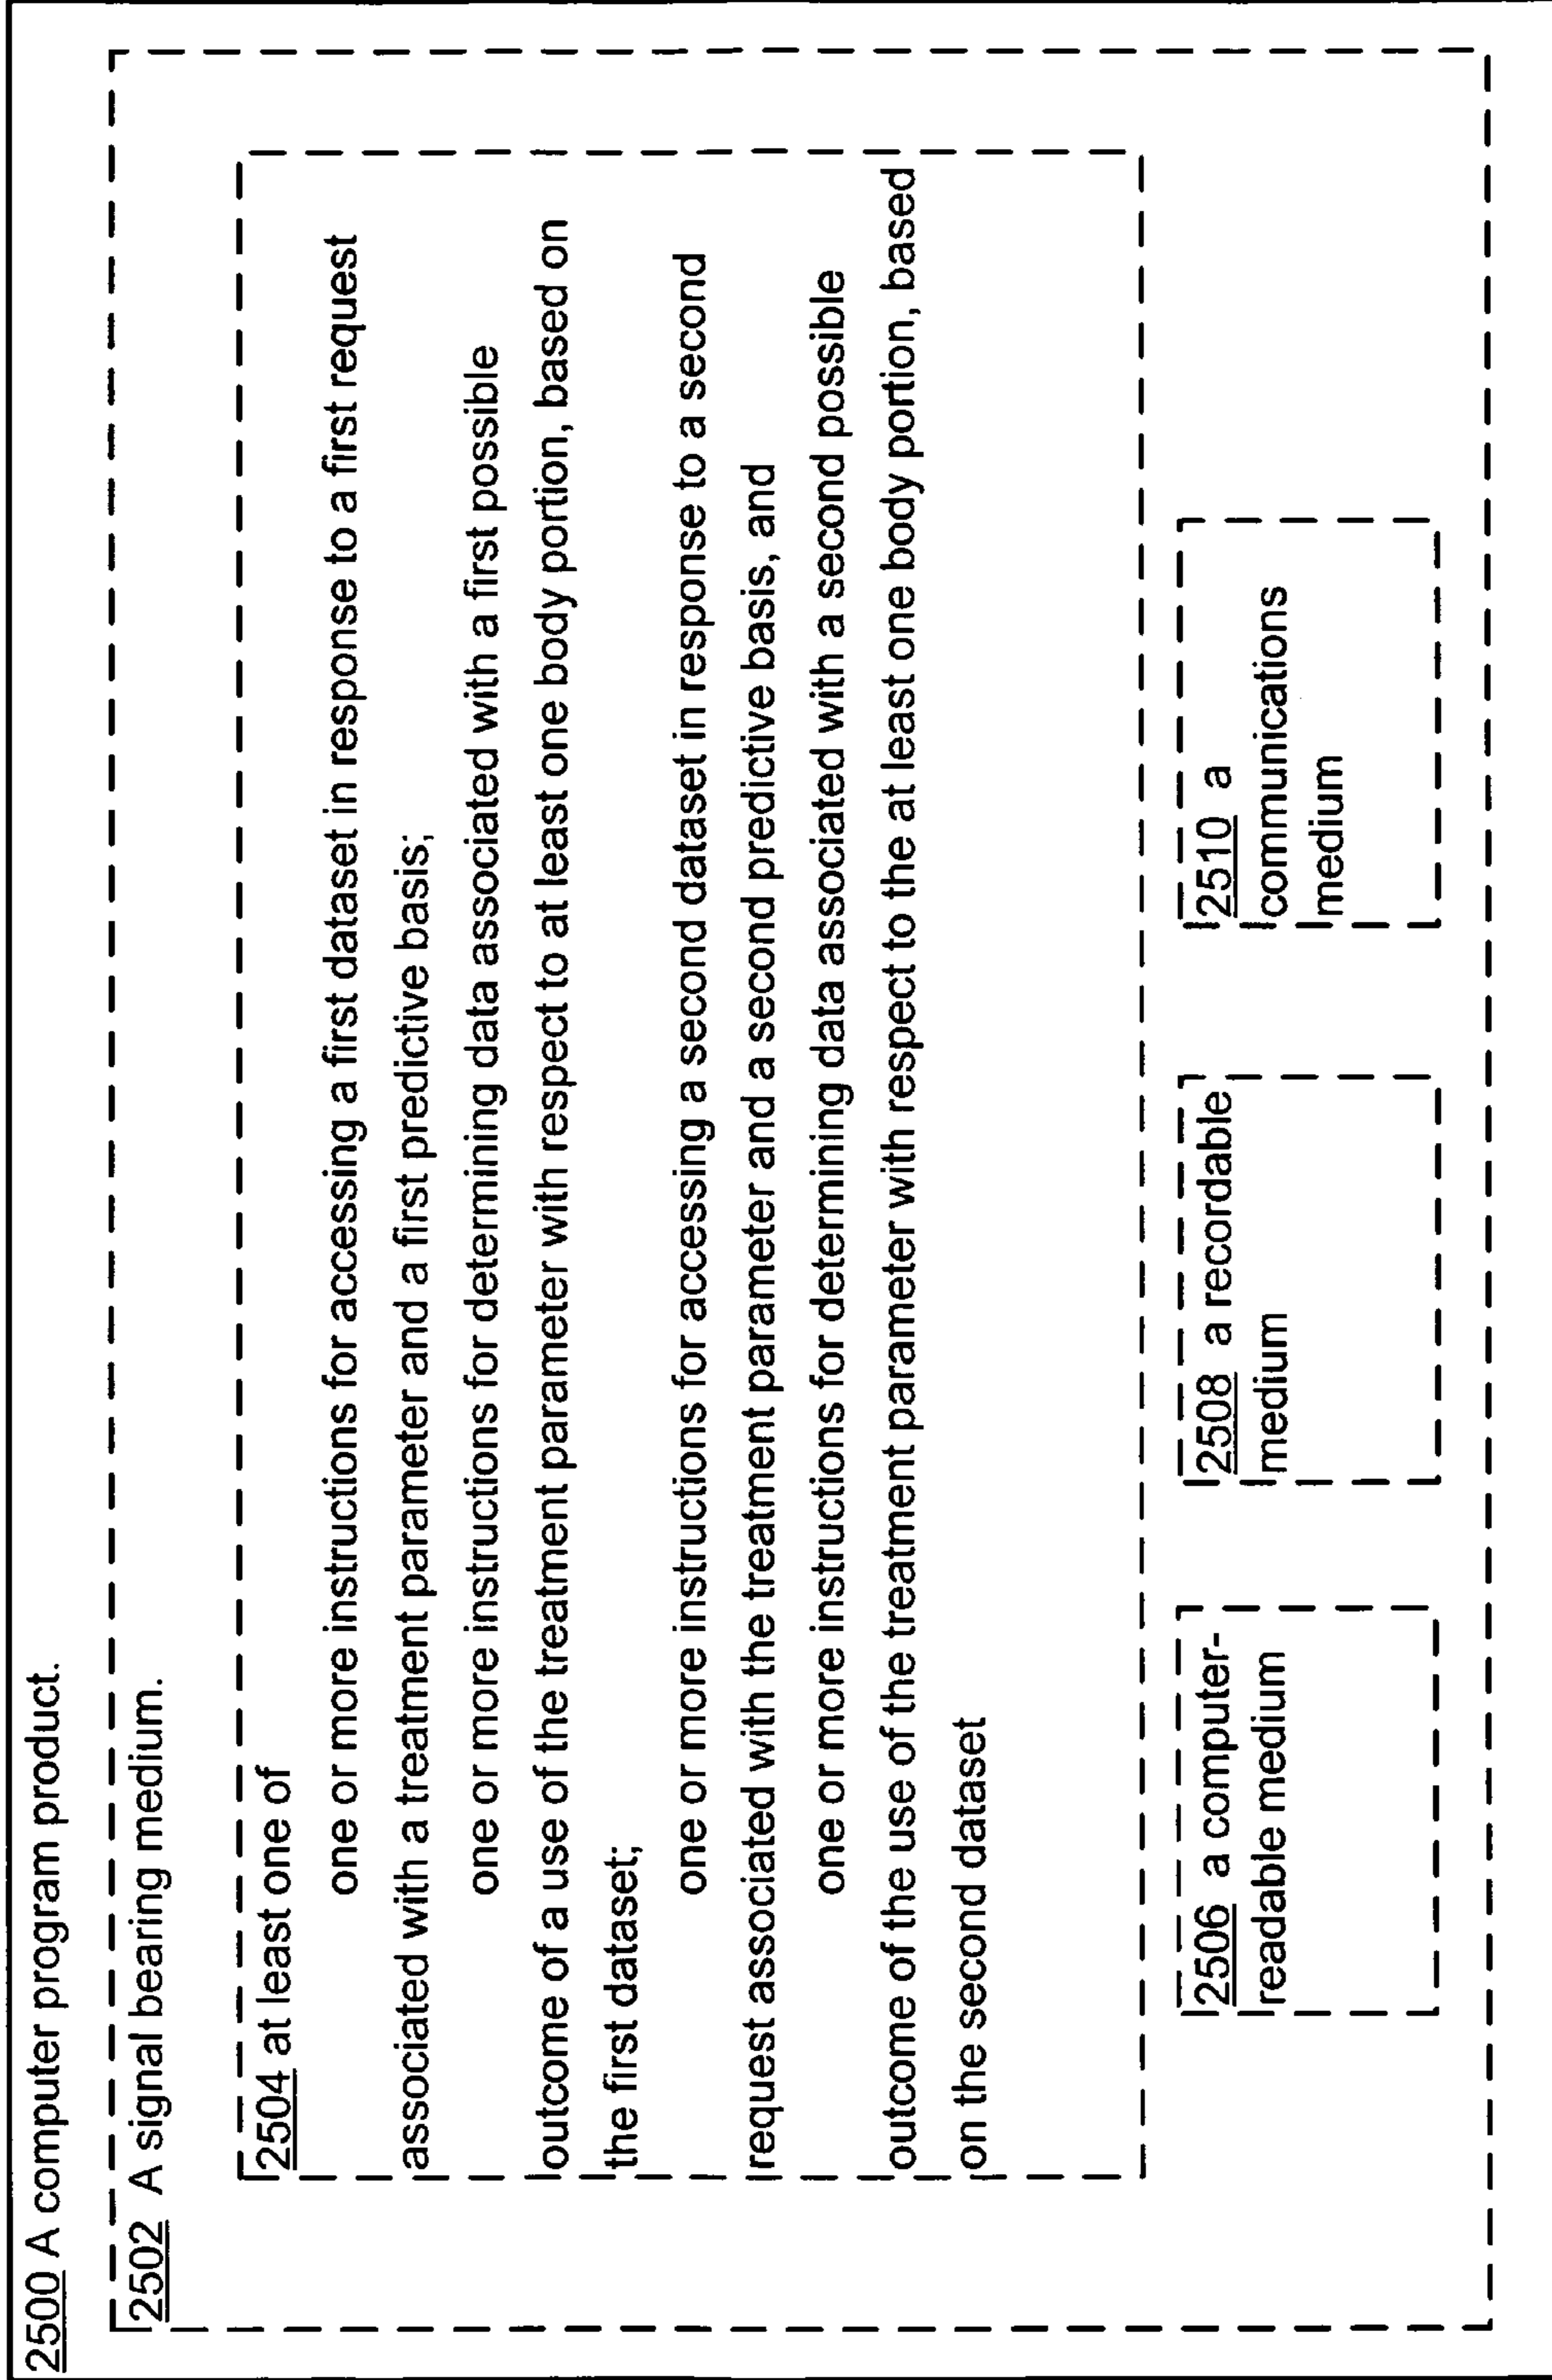 2500 A computer program product.
2502 A signal bearing medium.
2504 at least one of
one or more instructions for accessing a first dataset in response to a first request
associated with a treatment parameter and a first predictive basis;
one or more instructions for determining data associated with a first possible
outcome of a use of the treatment parameter with respect to at least one body portion, based on
the first dataset;
one or more instructions for accessing a second dataset in response to a second
request associated with the treatment parameter and a second predictive basis, and
one or more instructions for determining data associated with a second possible
outcome of the use of the treatment parameter with respect to the at least one body portion, based
on the second dataset
2506 a computer-
readable medium
2508 a recordable
medium
2510 a
communications
medium